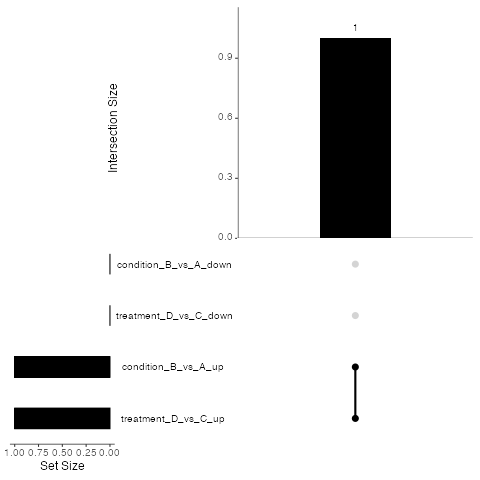 1
Intersection Size
0.9
0.6
0.3
0.0
condition_B_vs_A_down
treatment_D_vs_C_down
condition_B_vs_A_up
treatment_D_vs_C_up
1.00 0.75 0.50 0.25 0.00
Set Size